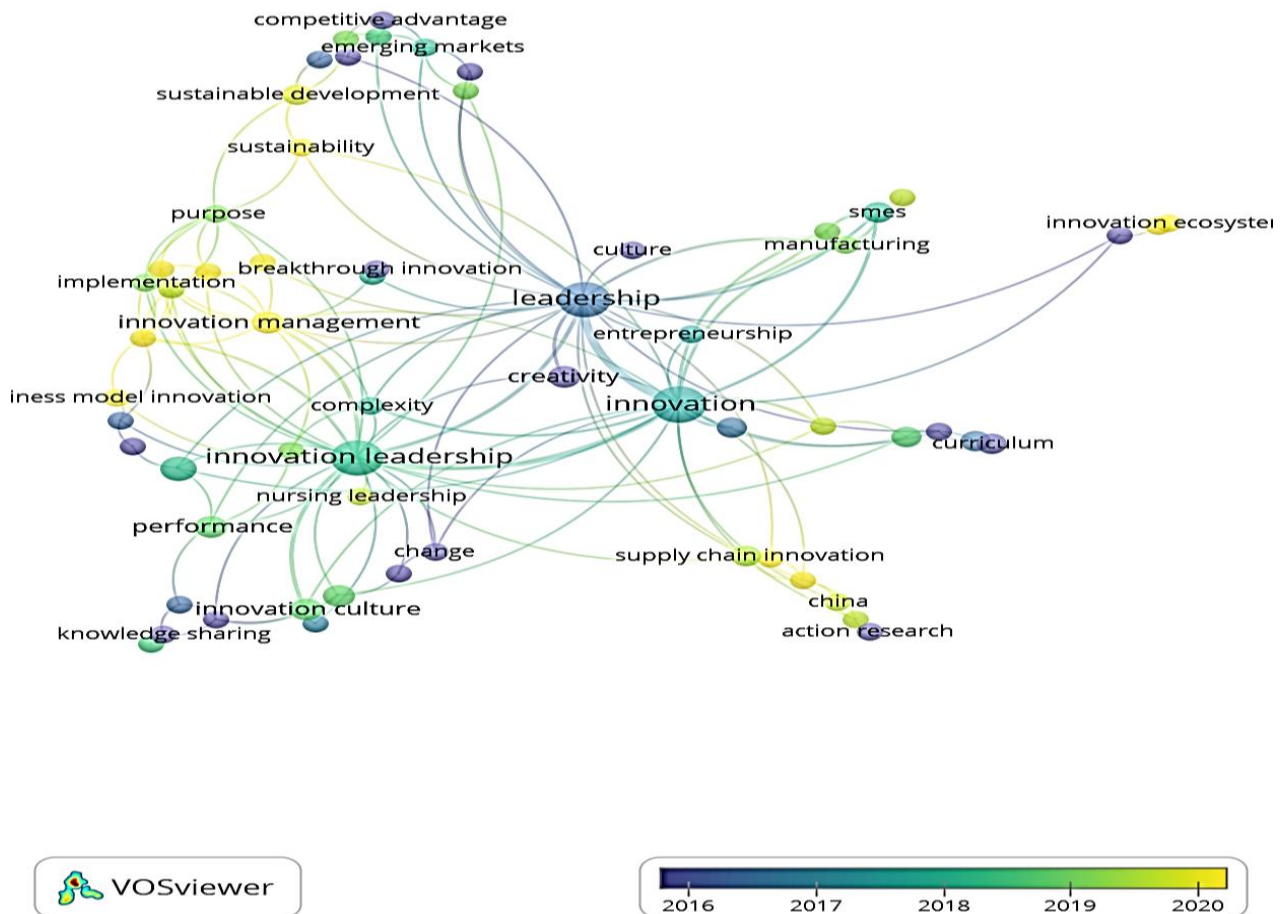 competitive advantage
emerging markets
sustainable development
sustainability
purpose
smes
innovation ecosyster
manufacturing
culture
breakthrough innovation
implementation
leadership
innovation management
entrepreneurship
creativity
iness model innovation
complexity
innovation
curriculum
innovation leadership
nursing leadership
performance
change
supply chain innovation
innovation culture
china
knowledge sharing
action research
VOSviewer
2016 2017 2018 2019 2020